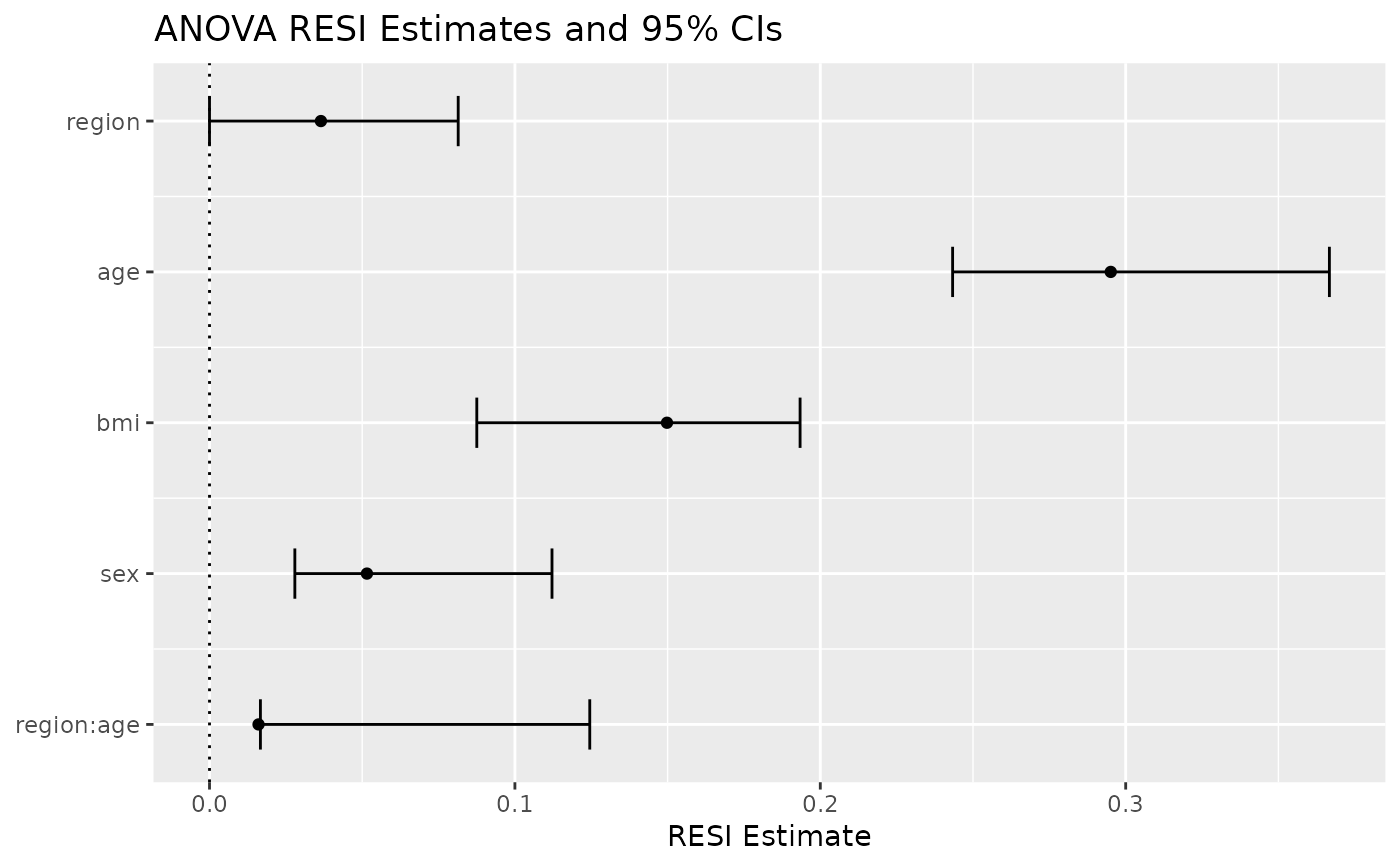 ANOVA RESI Estimates and 95% CIs
region
age
bmi
sex
region:age
0.0 0.1 0.2 0.3
RESI Estimate